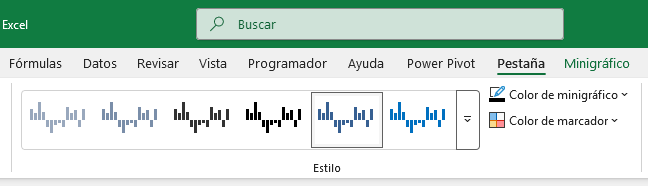 Excel
Buscar
Fórmulas Datos Revisar Vista Programador Ayuda Power Pivot Pestaña Minigráfico
Color de minigráfico
Color de marcador
Estilo